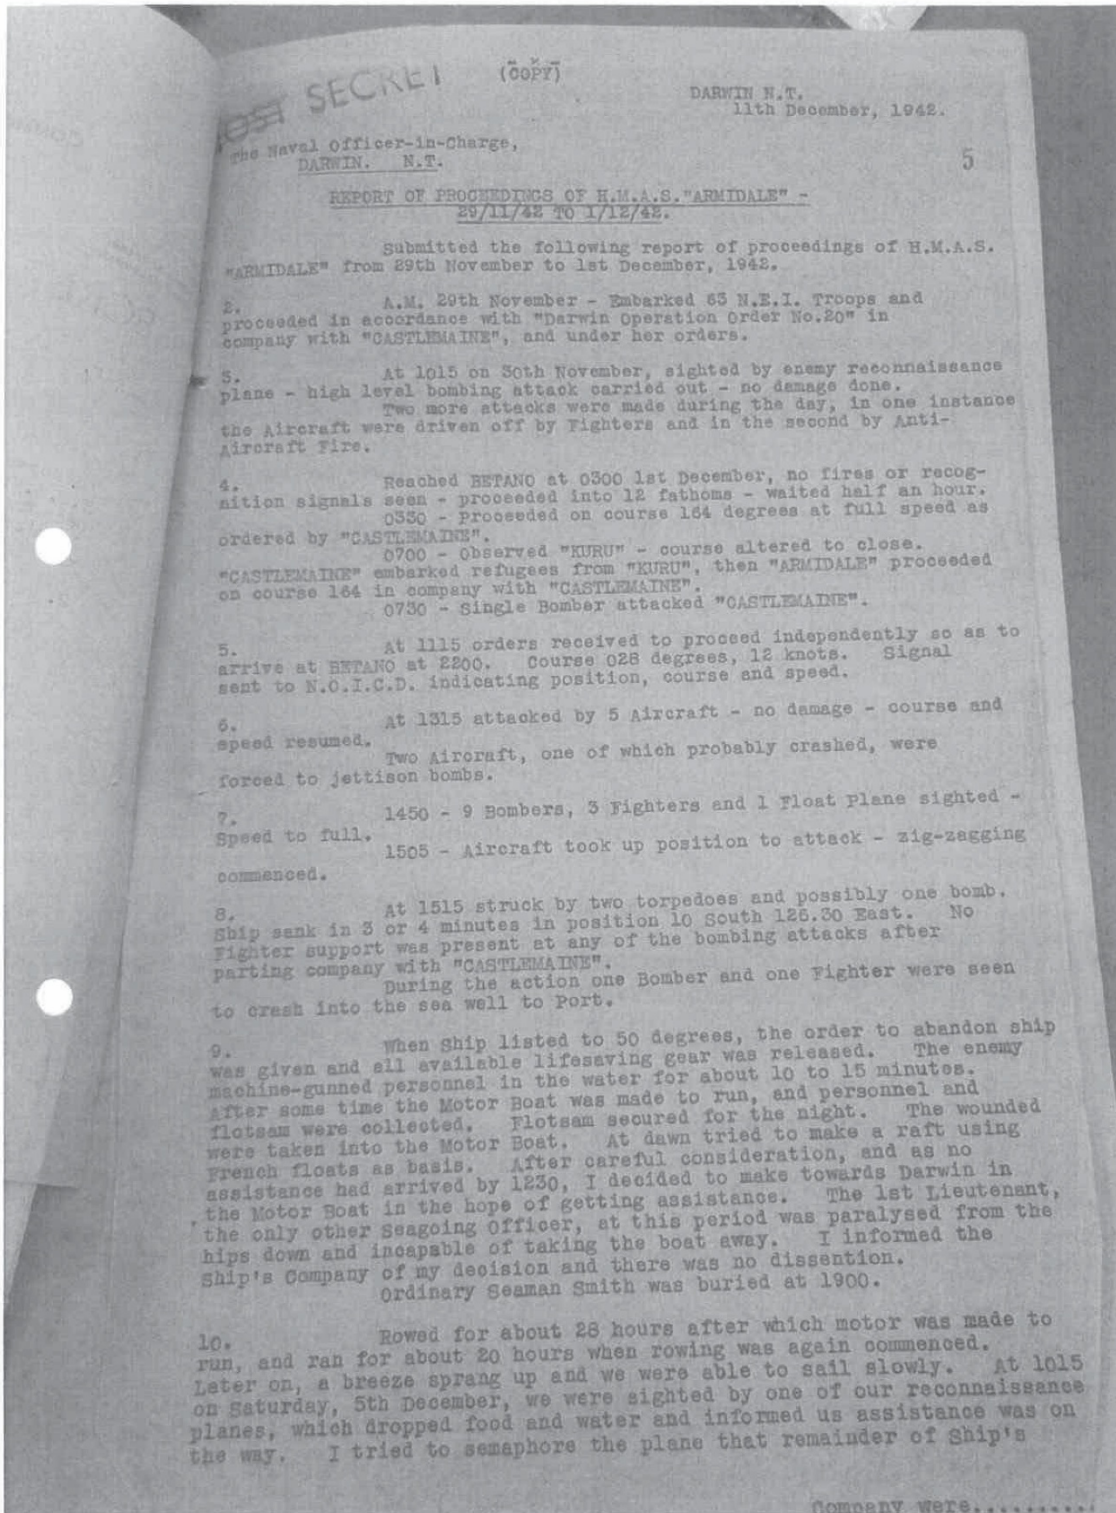 MOST SECRET
(COPY)
DARWIN N.T.
11th December, 1942.
The Naval Officer-in-Charge,
DARWIN. N.T.
5
REPORT OF PROCEEDINGS OF H.M.A.S. "ARMIDALE" -
29/11/42 TO 1/12/42.
Submitted the following report of proceedings of H.M.A.S.
"ARMIDALE" from 29th November to 1st December, 1942.
2. A.M. 29th November - Embarked 63 N.E.I. Troops and
proceeded in accordance with "Darwin Operation Order No.20" in
company with "CASTLEMAINE", and under her orders.
3. At 1015 on 30th November, sighted by enemy reconnaissance
plane - high level bombing attack carried out - no damage done.
Two more attacks were made during the day, in one instance
the Aircraft were driven off by Fighters and in the second by Anti-
Aircraft Fire.
4. Reached BETANO at 0300 1st December, no fires or recog-
nition signals seen - proceeded into 12 fathoms - waited half an hour.
0330 - Proceeded on course 164 degrees at full speed as
ordered by "CASTLEMAINE".
0700 - Observed "KURU" - course altered to close.
"CASTLEMAINE" embarked refugees from "KURU", then "ARMIDALE" proceeded
on course 164 in company with "CASTLEMAINE".
0730 - Single Bomber attacked "CASTLEMAINE".
5. At 1115 orders received to proceed independently so as to
arrive at BETANO at 2200. Course 028 degrees, 12 knots. Signal
sent to N.O.I.C.D. indicating position, course and speed.
6. At 1315 attacked by 5 Aircraft - no damage - course and
speed resumed.
Two Aircraft, one of which probably crashed, were
forced to jettison bombs.
7. 1450 - 9 Bombers, 3 Fighters and 1 Float Plane sighted -
Speed to full.
1505 - Aircraft took up position to attack - zig-zagging
commenced.
8. At 1515 struck by two torpedoes and possibly one bomb.
Ship sank in 3 or 4 minutes in position 10 South 126.30 East. No
Fighter support was present at any of the bombing attacks after
parting company with "CASTLEMAINE".
During the action one Bomber and one Fighter were seen
to crash into the sea well to Port.
9. When Ship listed to 50 degrees, the order to abandon ship
was given and all available lifesaving gear was released. The enemy
machine-gunned personnel in the water for about 10 to 15 minutes.
After some time the Motor Boat was made to run, and personnel and
flotsam were collected. Flotsam secured for the night. The wounded
were taken into the Motor Boat. At dawn tried to make a raft using
French floats as basis. After careful consideration, and as no
assistance had arrived by 1230, I decided to make towards Darwin in
the Motor Boat in the hope of getting assistance. The 1st Lieutenant,
the only other Seagoing Officer, at this period was paralysed from the
hips down and incapable of taking the boat away. I informed the
Ship's Company of my decision and there was no dissention.
Ordinary Seaman Smith was buried at 1900.
10. Rowed for about 28 hours after which motor was made to
run, and ran for about 20 hours when rowing was again commenced.
Later on, a breeze sprang up and we were able to sail slowly. At 1015
on Saturday, 5th December, we were sighted by one of our reconnaissance
planes, which dropped food and water and informed us assistance was on
the way. I tried to semaphore the plane that remainder of Ship's
Company were..........